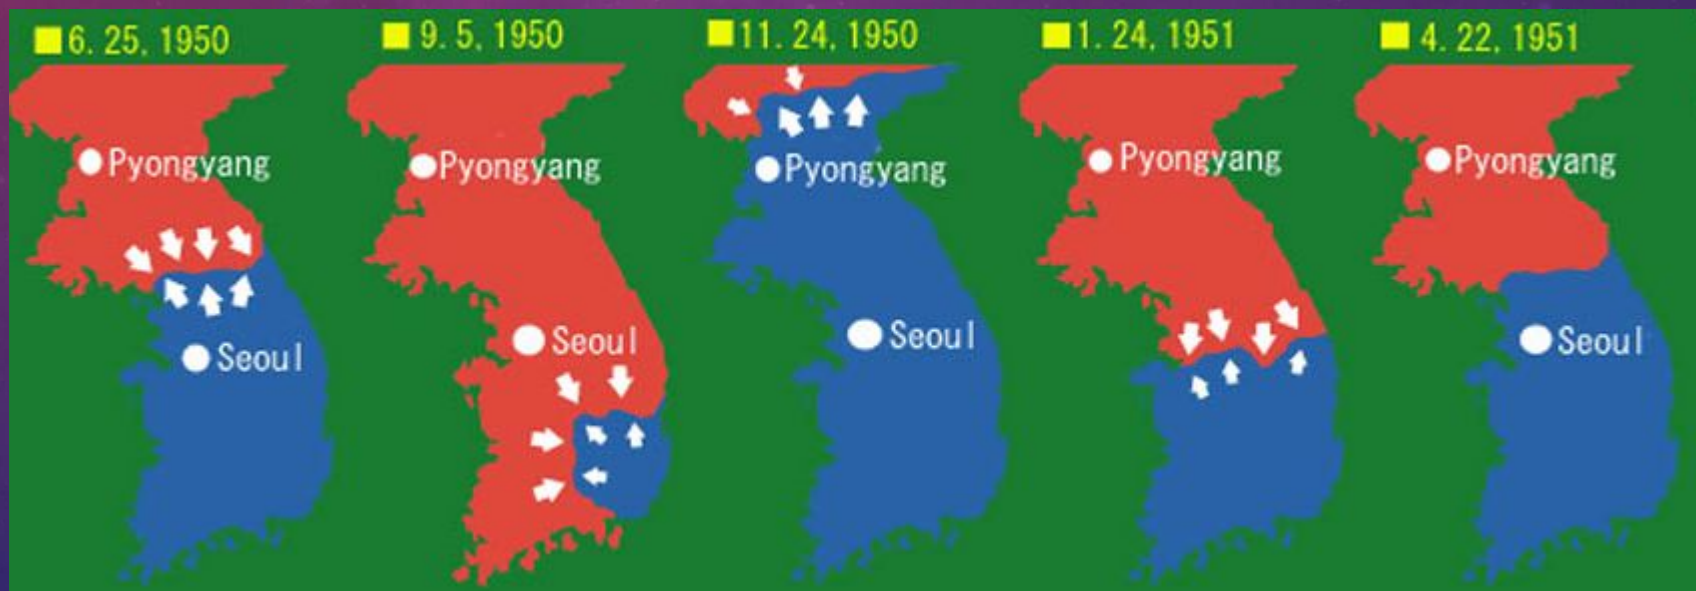 6. 25, 1950
Pyongyang
Seoul
9. 5, 1950
Pyongyang
Seoul
11. 24, 1950
Pyongyang
Seoul
1. 24, 1951
Pyongyang
4. 22, 1951
Pyongyang
Seoul